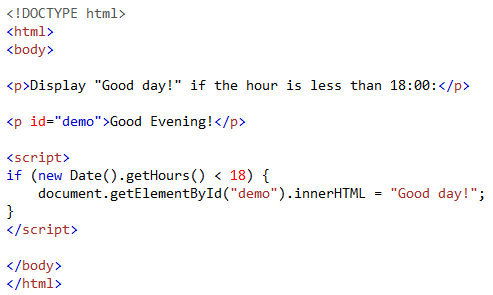 <!DOCTYPE html>
<html>
<body>
<p>Display "Good day!" if the hour is less than 18:00:</p>
<p id="demo">Good Evening!</p>
<script>
if (new Date().getHours() < 18) {
    document.getElementById("demo").innerHTML = "Good day!";
}
</script>
</body>
</html>